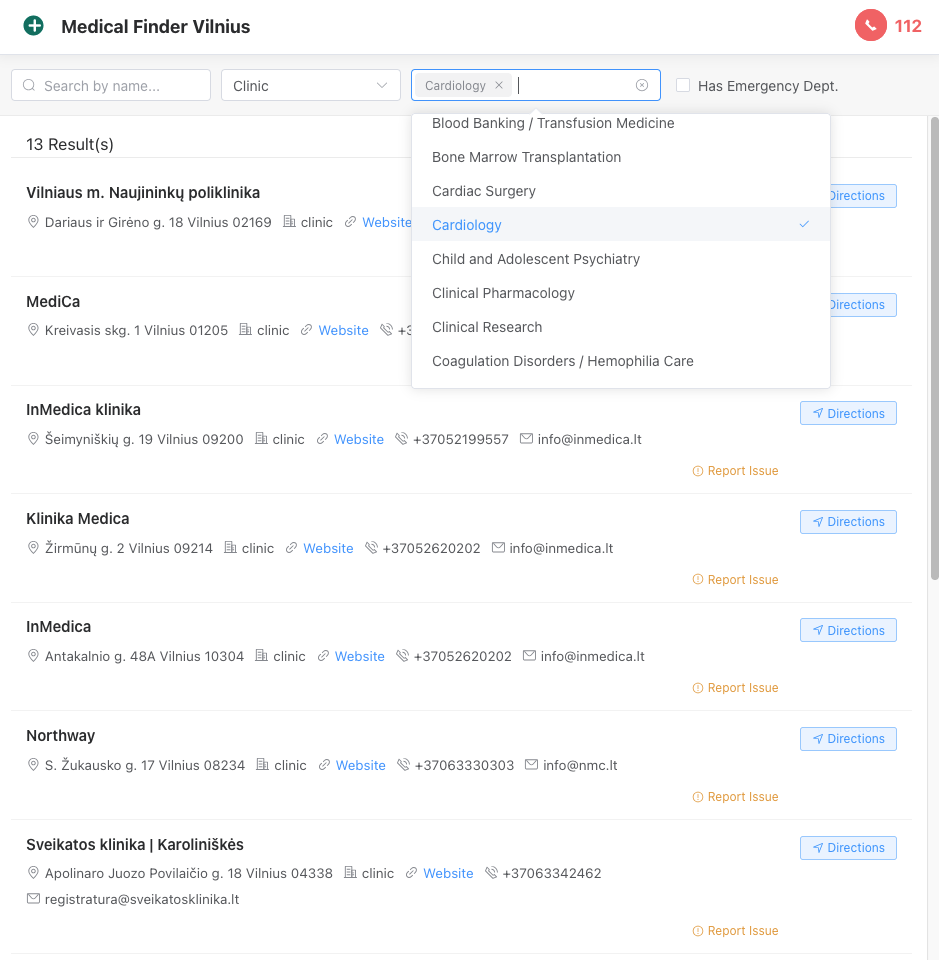 Medical Finder Vilnius
112
Search by name...
Clinic
Cardiology
Has Emergency Dept.
Blood Banking / Transfusion Medicine
Bone Marrow Transplantation
Cardiac Surgery
Cardiology
Child and Adolescent Psychiatry
Clinical Pharmacology
Clinical Research
Coagulation Disorders / Hemophilia Care
13 Result(s)
Vilniaus m. Naujininkų poliklinika
Directions
Dariaus ir Girėno g. 18 Vilnius 02169 clinic Website
MediCa
Directions
Kreivasis skg. 1 Vilnius 01205 clinic Website +3
InMedica klinika
Directions
Šeimyniškių g. 19 Vilnius 09200 clinic Website +37052199557 info@inmedica.lt
Report Issue
Klinika Medica
Directions
Žirmūnų g. 2 Vilnius 09214 clinic Website +37052620202 info@inmedica.lt
Report Issue
InMedica
Directions
Antakalnio g. 48A Vilnius 10304 clinic Website +37052620202 info@inmedica.lt
Report Issue
Northway
Directions
S. Žukausko g. 17 Vilnius 08234 clinic Website +37063330303 info@nmc.lt
Report Issue
Sveikatos klinika | Karoliniškės
Directions
Apolinaro Juozo Povilaičio g. 18 Vilnius 04338 clinic Website +37063342462
registratura@sveikatosklinika.lt
Report Issue